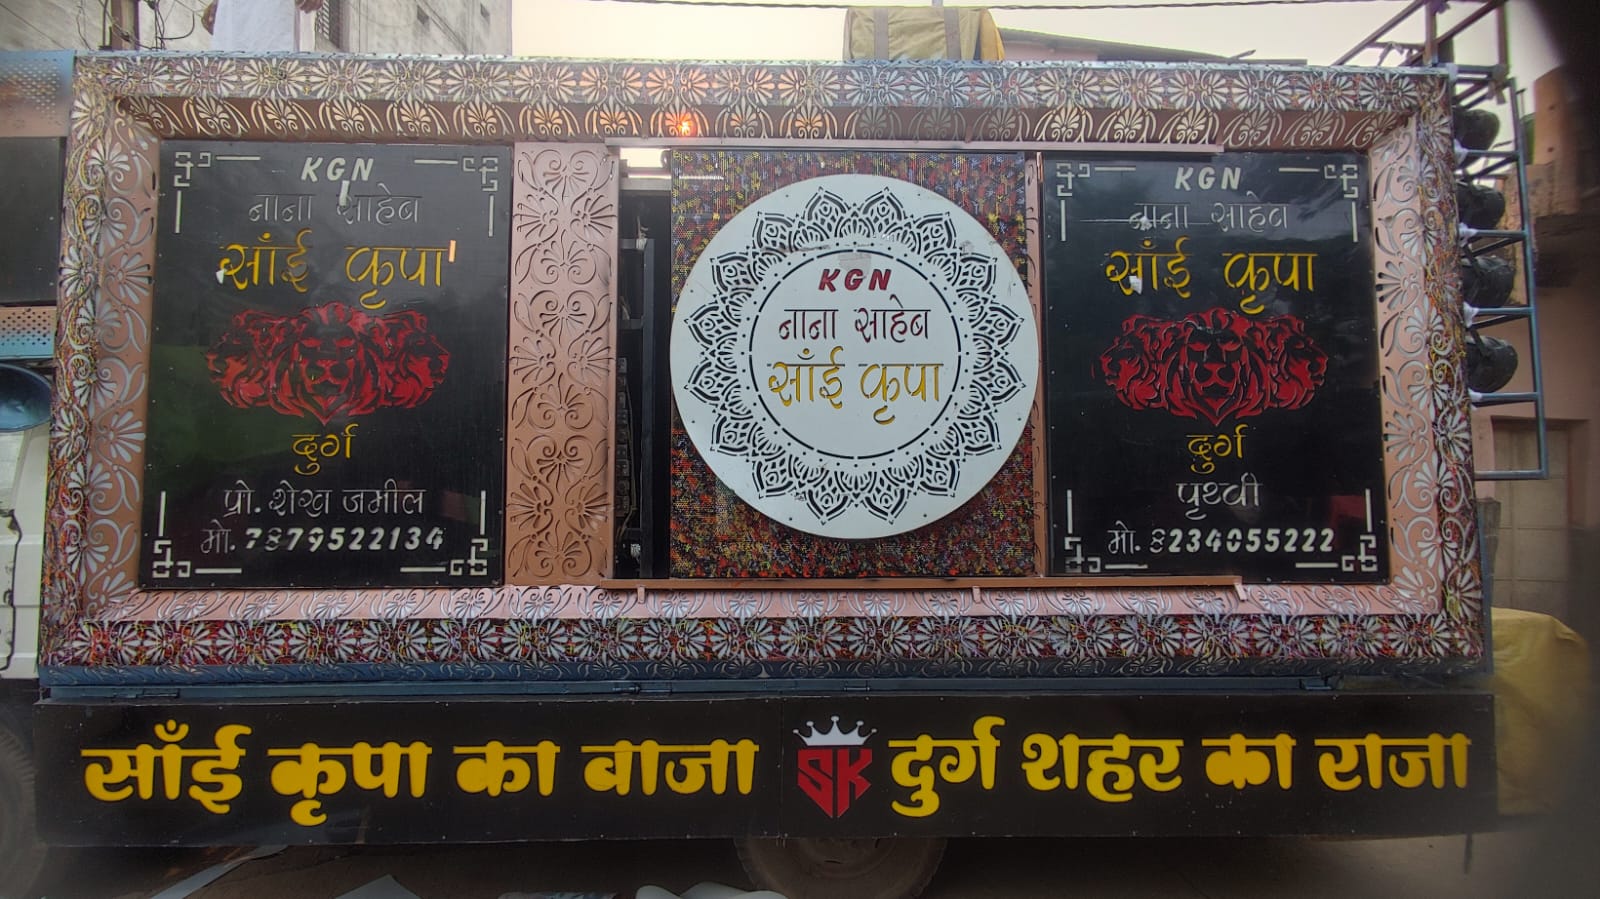 KGN
नाना साहेब
साँई कृपा
दुर्ग
प्रो. शेख जमील
मो. 7879522134
KGN
नाना साहेब
साँई कृपा
KGN
नाना साहेब
साँई कृपा
दुर्ग
पृथ्वी
मो. 8234055222
साँई कृपा का बाजा SK दुर्ग शहर का राजा